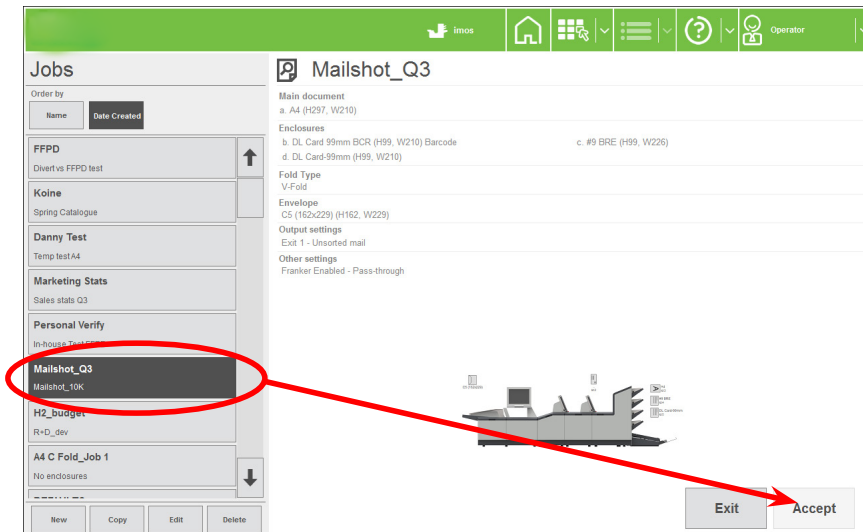 imos
Operator
Jobs
Order by
Name
Date Created
FFPD
Divert vs FFPD test
Koine
Spring Catalogue
Danny Test
Temp test A4
Marketing Stats
Sales stats Q3
Personal Verify
In-house Test
Mailshot_Q3
Mailshot_10K
H2_budget
R+D_dev
A4 C Fold_Job 1
No enclosures
New
Copy
Edit
Delete
Mailshot_Q3
Main document
a. A4 (H297, W210)
Enclosures
b. DL Card 99mm BCR (H99, W210) Barcode
c. #9 BRE (H99, W226)
d. DL Card-99mm (H99, W210)
Fold Type
V-Fold
Envelope
C5 (162x229) (H162, W229)
Output settings
Exit 1 - Unsorted mail
Other settings
Franker Enabled - Pass-through
Exit
Accept